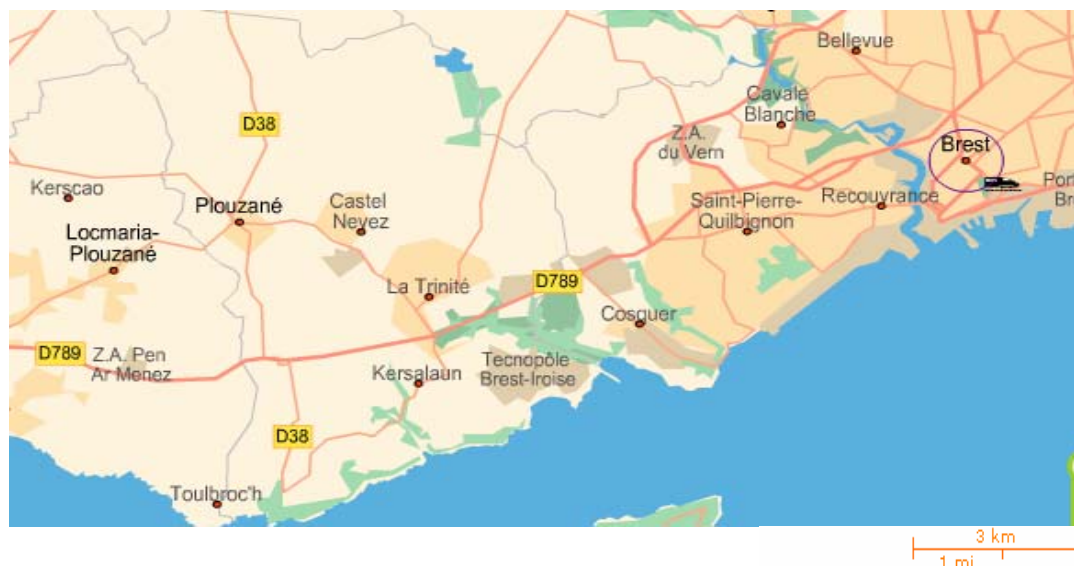 Bellevue
Cavale
Blanche
D38
Z.A.
du Vern
Brest
Kerscao
Plouzané
Castel
Nevez
Saint-Pierre-
Quilbignon
Recouvrance
Port
Br
Locmaria-
Plouzané
La Trinité
D789
Cosquer
D789
Z.A. Pen
Ar Menez
Kersalaun
Tecnopôle
Brest-Iroise
D38
Toulbroc'h
3 km
1 mi